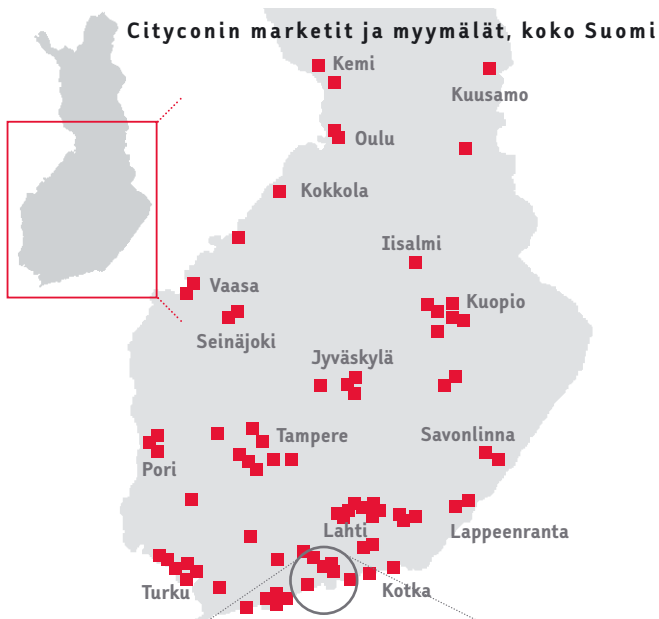 Cityconin marketit ja myymälät, koko Suomi
Kemi
Kuusamo
Oulu
Kokkola
Iisalmi
Vaasa
Kuopio
Seinäjoki
Jyväskylä
Tampere
Savonlinna
Pori
Lahti
Lappeenranta
Turku
Kotka